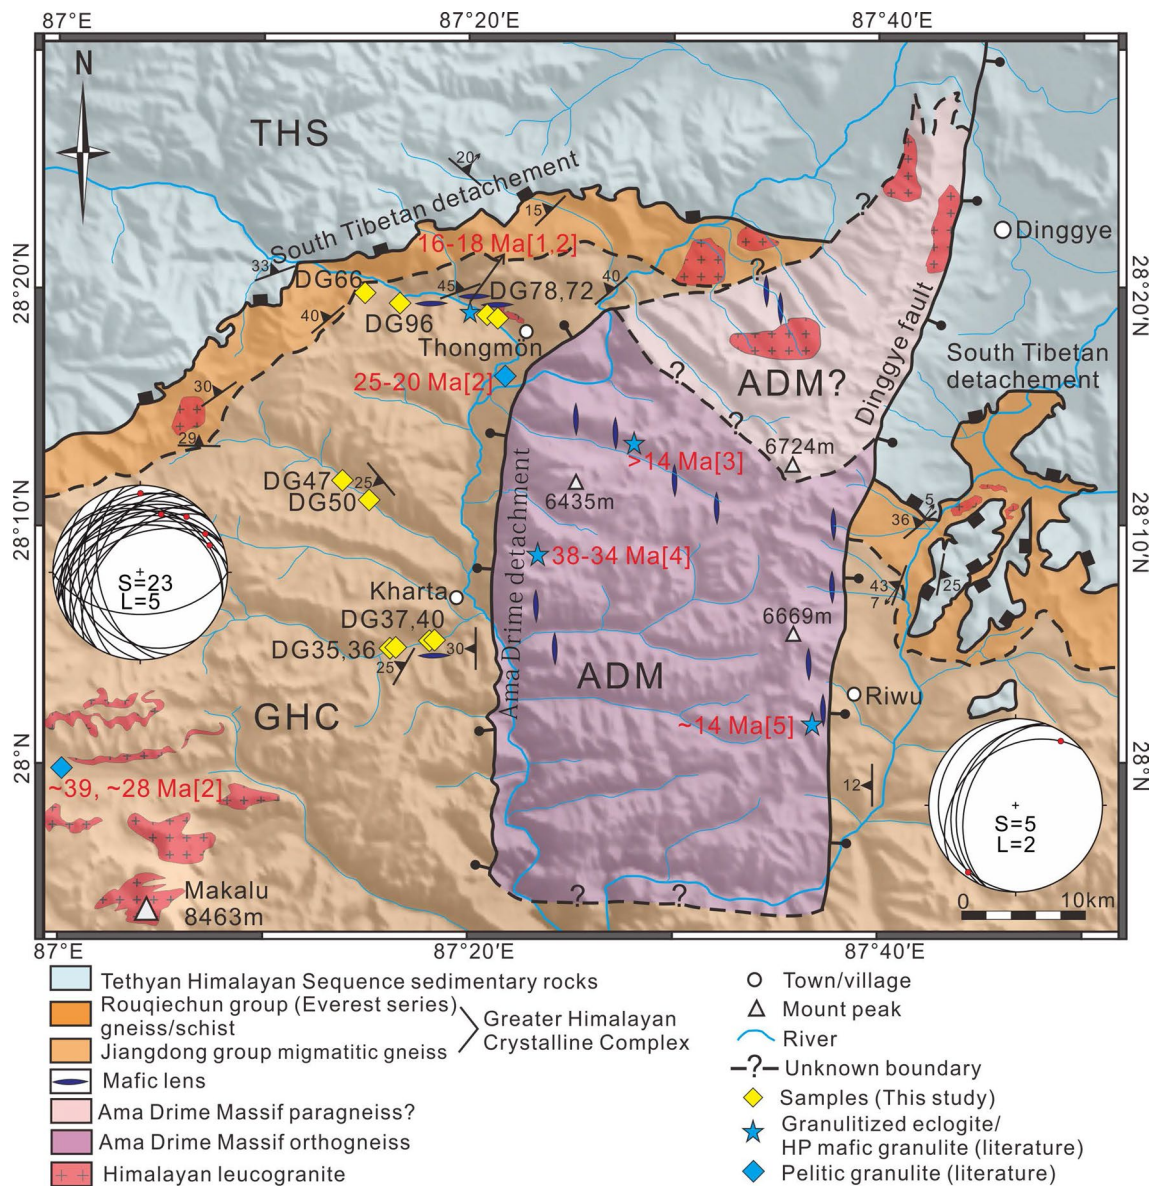 87°E
87°20′E
87°40′E
N
THS
20
South Tibetan detachement
15
16-18 Ma[1,2]
33
DG66
45
40
DG78,72
DG96
40
Thongmön
25-20 Ma[2]
?
?
Dinggye
28°20′N
28°20′N
Dinggye fault
South Tibetan
detachement
ADM?
?
?
30
29
6724m
>14 Ma[3]
DG47
25
DG50
6435m
Ama Drime detachment
5
36
28°10′N
28°10′N
38-34 Ma[4]
43
7
25
S=23
L=5
Kharta
DG37,40
DG35,36
30
25
6669m
ADM
GHC
Riwu
~14 Ma[5]
28°N
28°N
~39, ~28 Ma[2]
12
S=5
L=2
Makalu
8463m
?
?
0
10km
87°E
87°20′E
87°40′E
Tethyan Himalayan Sequence sedimentary rocks
Rouqiechun group (Everest series)
gneiss/schist
Jiangdong group migmatitic gneiss
Greater Himalayan
Crystalline Complex
Mafic lens
Ama Drime Massif paragneiss?
Ama Drime Massif orthogneiss
Himalayan leucogranite
Town/village
Mount peak
River
?
Unknown boundary
Samples (This study)
Granulitized eclogite/
HP mafic granulite (literature)
Pelitic granulite (literature)